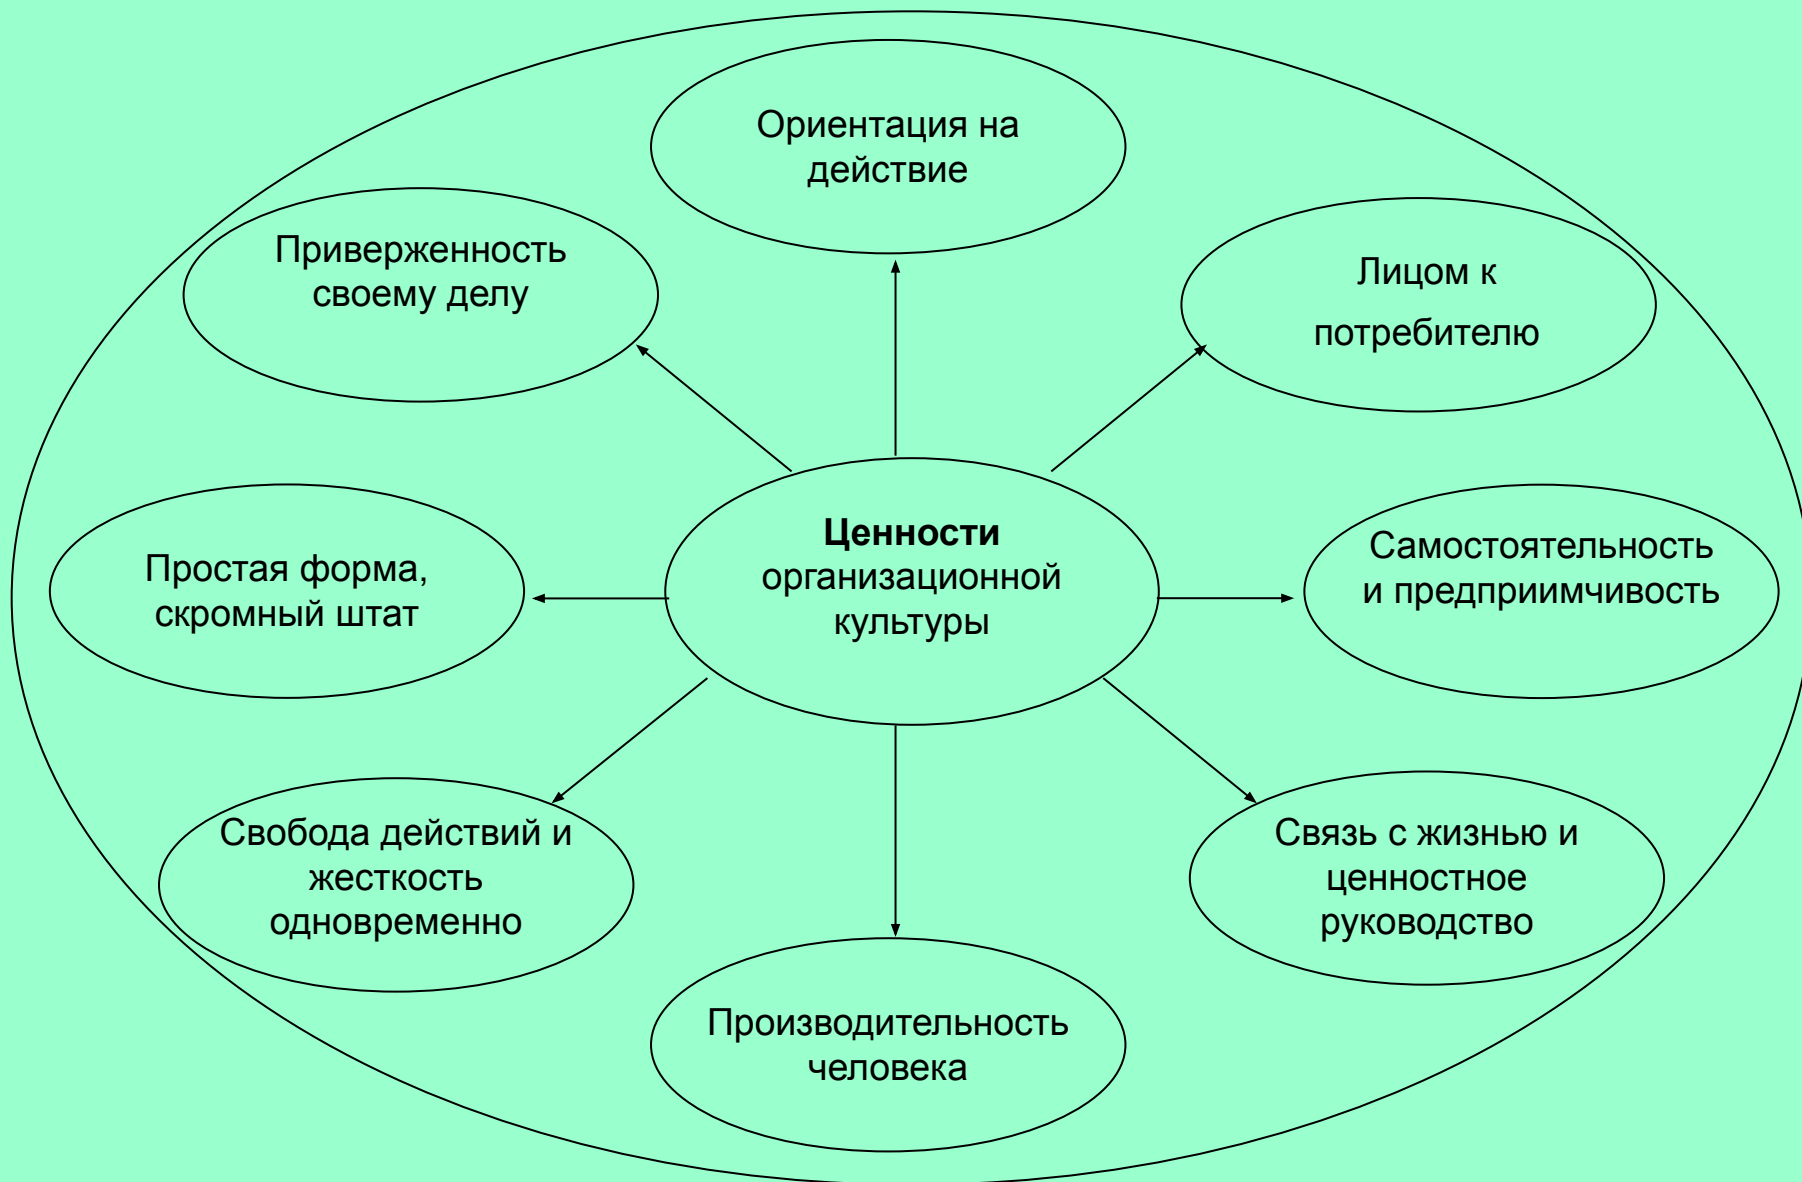 Ориентация на
действие
Приверженность
своему делу
Лицом к
потребителю
Ценности
организационной
культуры
Простая форма,
скромный штат
Самостоятельность
и предприимчивость
Свобода действий и
жесткость
одновременно
Связь с жизнью и
ценностное
руководство
Производительность
человека